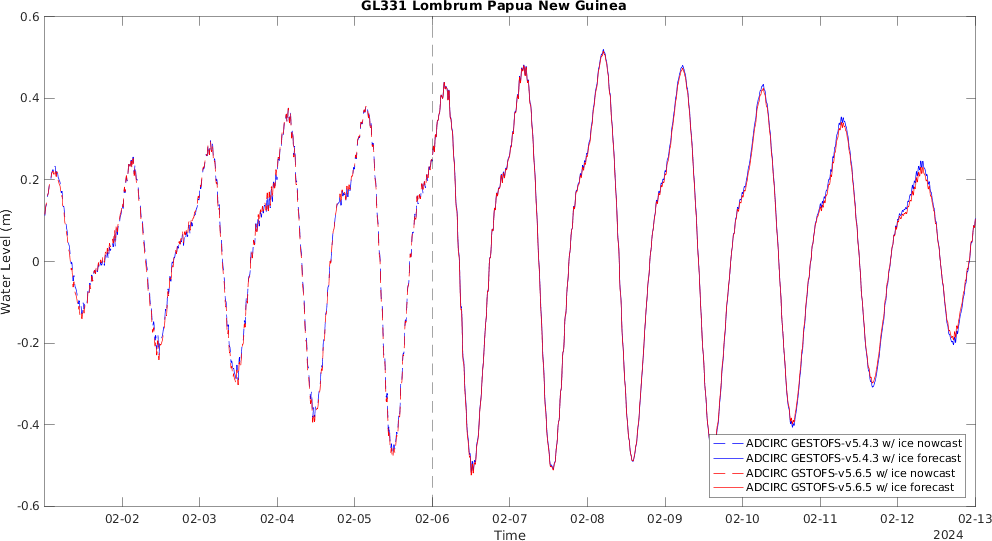 GL331 Lombrum Papua New Guinea
0.6
0.4
0.2
0
-0.2
-0.4
-0.6
Water Level (m)
ADCIRC GESTOFS-v5.4.3 w/ ice nowcast
ADCIRC GESTOFS-v5.4.3 w/ ice forecast
ADCIRC GSTOFS-v5.6.5 w/ ice nowcast
ADCIRC GSTOFS-v5.6.5 w/ ice forecast
02-02 02-03 02-04 02-05 02-06 02-07 02-08 02-09 02-10 02-11 02-12 02-13
Time
2024